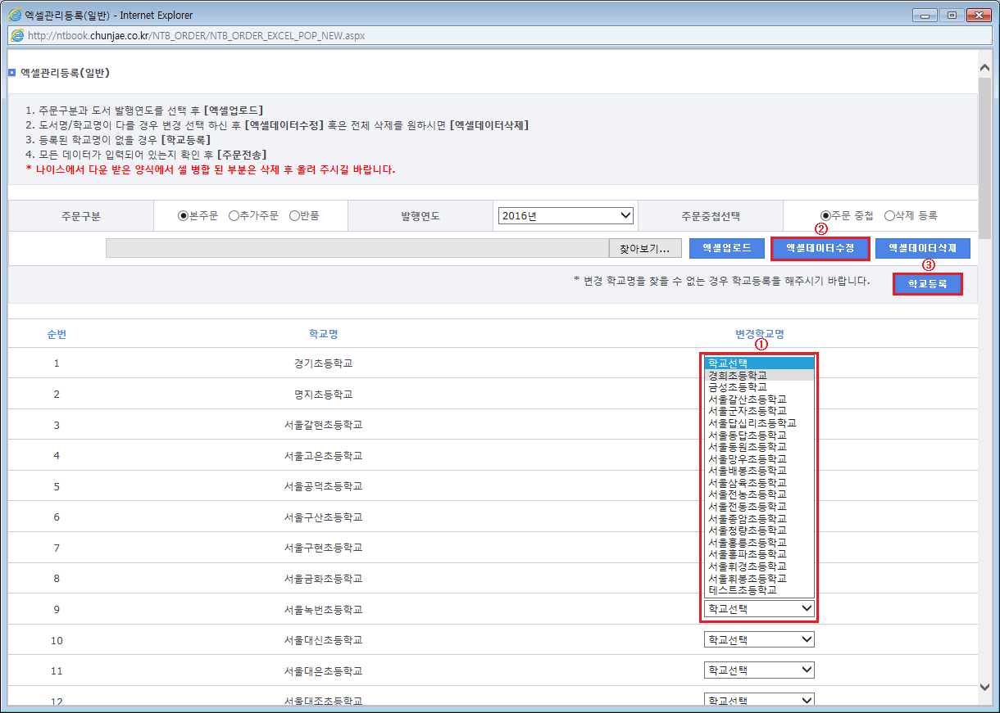 엑셀관리등록(일반) - Internet Explorer
http://ntbook.chunjae.co.kr/NTB_ORDER/NTB_ORDER_EXCEL_POP_NEW.aspx
엑셀관리등록(일반)
1. 주문구분과 도서 발행연도를 선택 후 [엑셀업로드]
2. 도서명/학교명이 다를 경우 변경 선택 하신 후 [엑셀데이터수정] 혹은 전체 삭제를 원하시면 [엑셀데이터삭제]
3. 등록된 학교명이 없을 경우 [학교등록]
4. 모든 데이터가 입력되어 있는지 확인 후 [주문전송]
* 나이스에서 다운 받은 양식에서 셀 병합 된 부분은 삭제 후 올려 주시길 바랍니다.
주문구분 본주문 추가주문 반품 발행연도 2016년 주문중첩선택 주문 중첩 삭제 등록
②
찾아보기... 엑셀업로드 엑셀데이터수정 엑셀데이터삭제
③
* 변경 학교명을 찾을 수 없는 경우 학교등록을 해주시기 바랍니다. 학교등록
순번 학교명 변경학교명
①
1 경기초등학교
2 명지초등학교
3 서울갈현초등학교
4 서울고은초등학교
5 서울공덕초등학교
6 서울구산초등학교
7 서울구현초등학교
8 서울금화초등학교
학교선택
경희초등학교
금성초등학교
서울갈산초등학교
서울군자초등학교
서울답십리초등학교
서울동답초등학교
서울동원초등학교
서울망우초등학교
서울배봉초등학교
서울삼육초등학교
서울전농초등학교
서울전동초등학교
서울종암초등학교
서울청량초등학교
서울홍릉초등학교
서울홍파초등학교
서울휘경초등학교
서울휘봉초등학교
테스트초등학교
9 서울녹번초등학교 학교선택
10 서울대신초등학교 학교선택
11 서울대은초등학교 학교선택
12 서울대조초등학교 학교선택